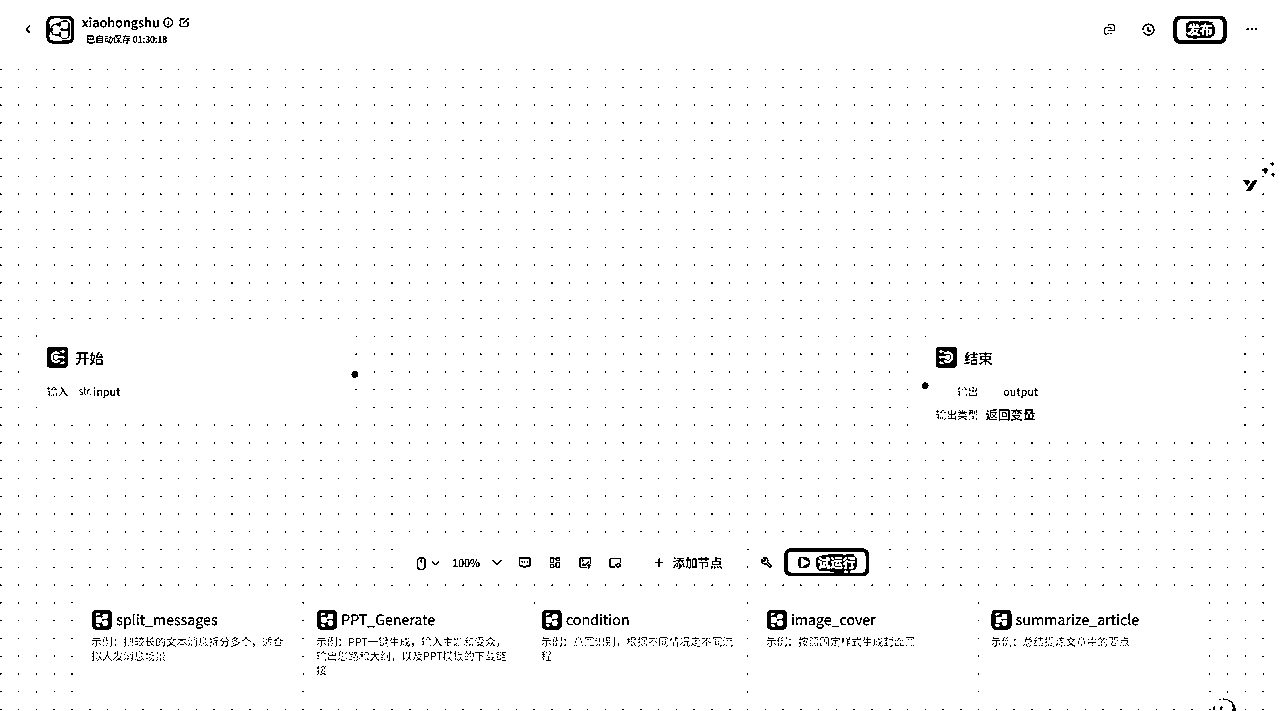 xiaohongshu
已自动保存 01:30:18
发布
开始
输入 str. input
结束
输出 output
输出类型 返回变量
100%
添加节点
试运行
split_messages
示例：把较长的文本消息拆分多个，适合
拟人发消息场景
PPT_Generate
示例：PPT一键生成，输入主题和受众，
输出总结和大纲，以及PPT模板的下载链
接
condition
示例：意图识别，根据不同情况走不同流
程
image_cover
示例：按照固定样式生成封面图
summarize_article
示例：总结提炼文章中的要点